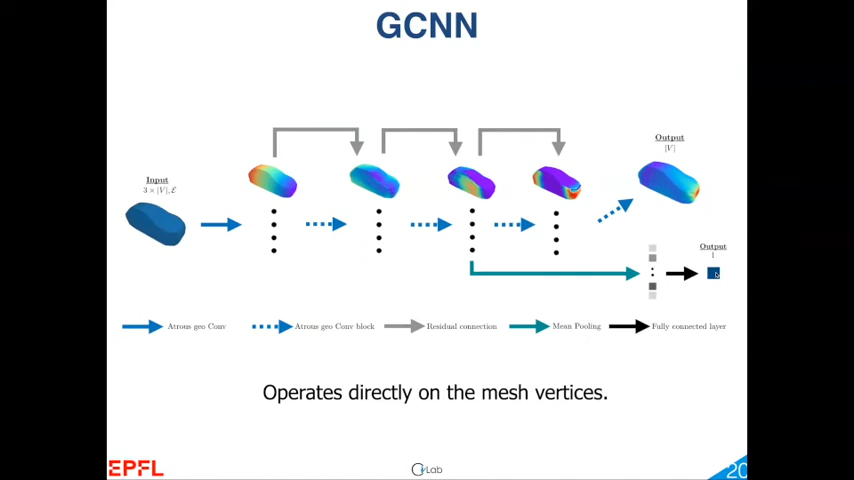 GCNN
Input
3 × |V|, ℰ
Output
|V|
Output
1
Atrous geo Conv
Atrous geo Conv block
Residual connection
Mean Pooling
Fully connected layer
Operates directly on the mesh vertices.
EPFL
CvLab
20